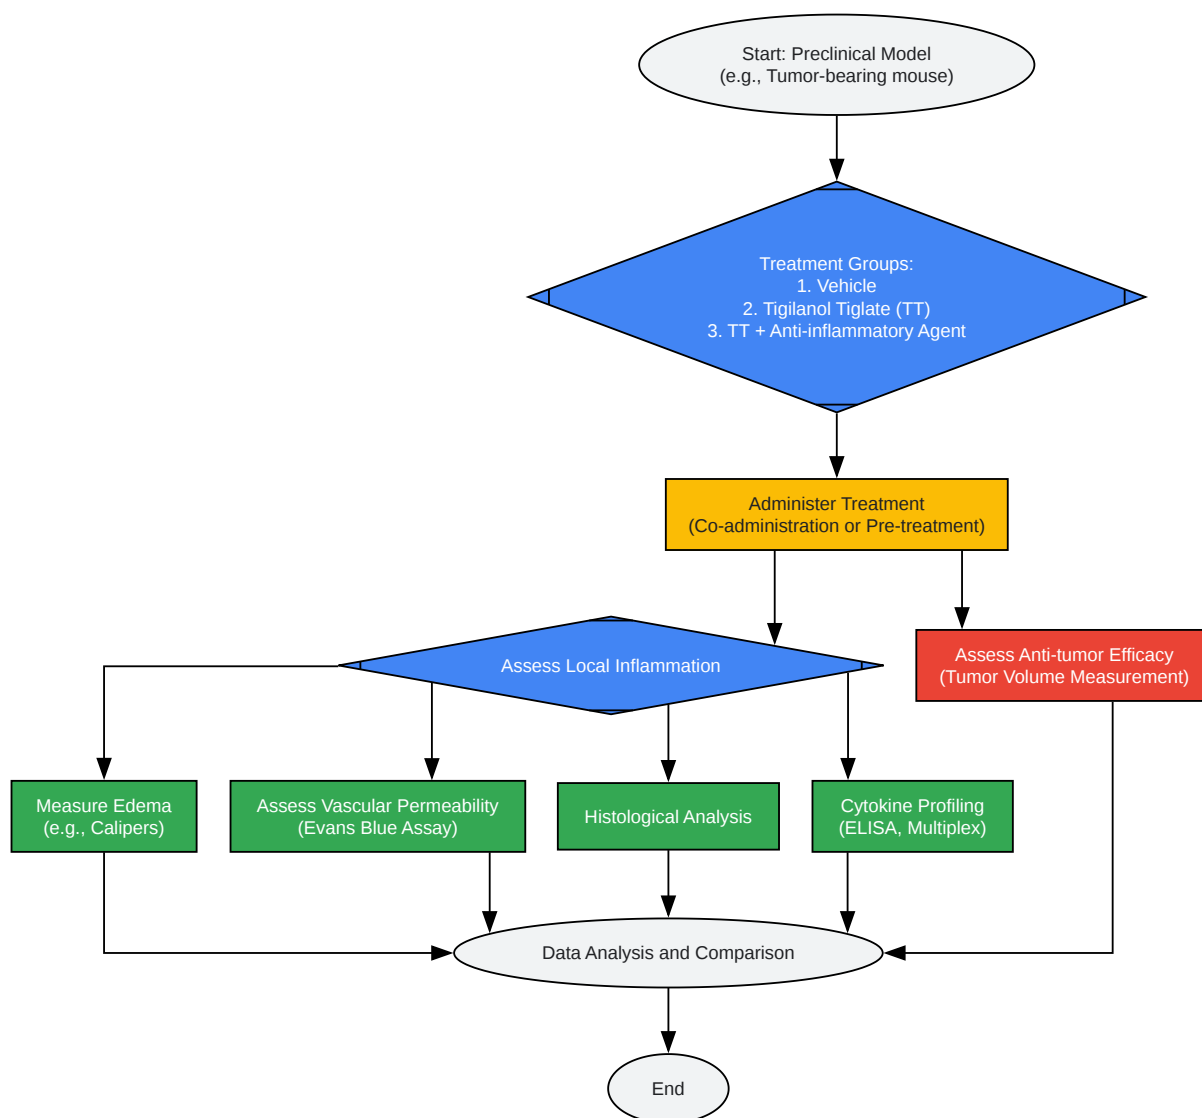 Start: Preclinical Model
(e.g., Tumor-bearing mouse)
Treatment Groups:
1. Vehicle
2. Tigilanol Tiglate (TT)
3. TT + Anti-inflammatory Agent
Administer Treatment
(Co-administration or Pre-treatment)
Assess Local Inflammation
Assess Anti-tumor Efficacy
(Tumor Volume Measurement)
Measure Edema
(e.g., Calipers)
Assess Vascular Permeability
(Evans Blue Assay)
Histological Analysis
Cytokine Profiling
(ELISA, Multiplex)
Data Analysis and Comparison
End